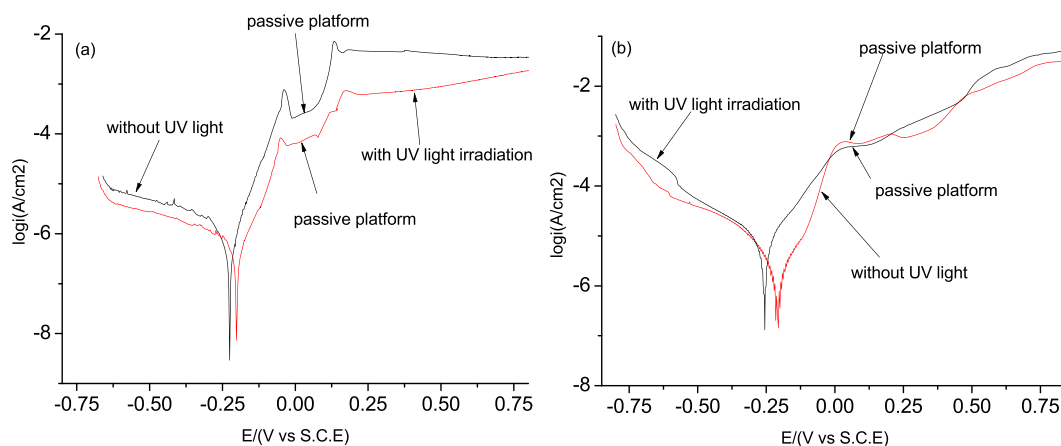 (a)
passive platform
without UV light
with UV light irradiation
passive platform
logi(A/cm2)
-2
-4
-6
-8
-0.75
-0.50
-0.25
0.00
0.25
0.50
0.75
E/(V vs S.C.E)
(b)
passive platform
with UV light irradiation
passive platform
without UV light
logi(A/cm2)
-2
-4
-6
-8
-0.75
-0.50
-0.25
0.00
0.25
0.50
0.75
E/(V vs S.C.E)